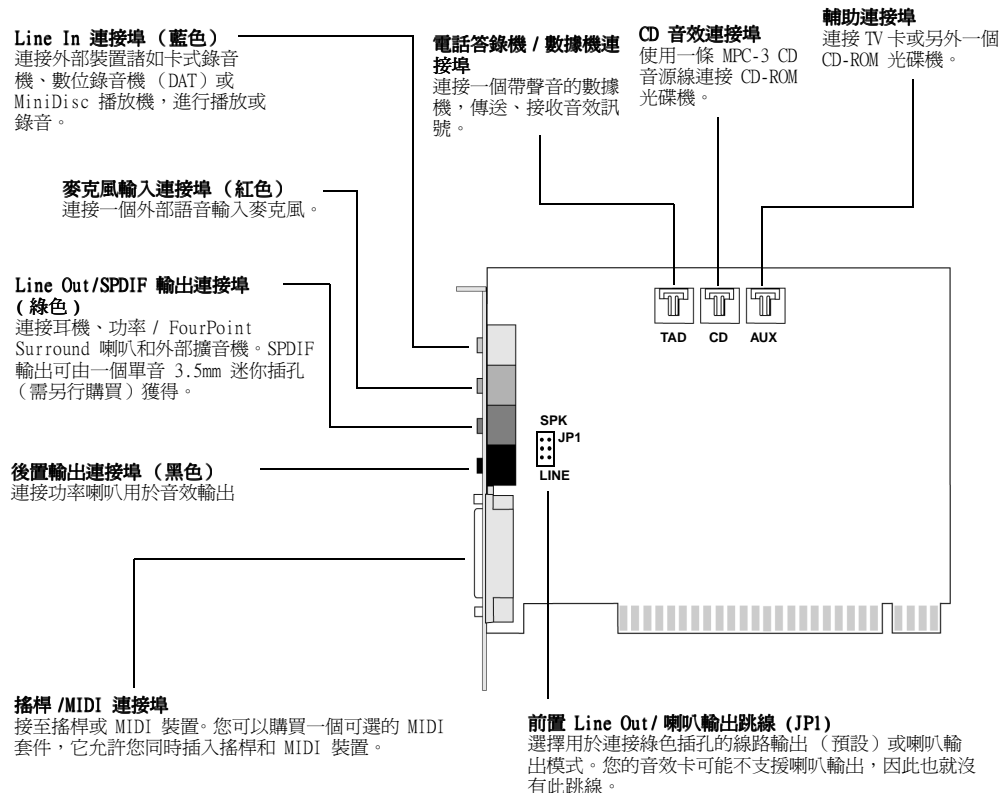 Line In 連接埠（藍色）
連接外部裝置諸如卡式錄音
機、數位錄音機（DAT）或
MiniDisc 播放機，進行播放或
錄音。
電話答錄機 / 數據機連
接埠
連接一個帶聲音的數據
機，傳送、接收音效訊
號。
CD 音效連接埠
使用一條 MPC-3 CD
音源線連接 CD-ROM
光碟機。
輔助連接埠
連接 TV 卡或另外一個
CD-ROM 光碟機。
麥克風輸入連接埠（紅色）
連接一個外部語音輸入麥克風。
Line Out/SPDIF 輸出連接埠
(綠色)
連接耳機、功率 / FourPoint
Surround 喇叭和外部擴音機。SPDIF
輸出可由一個單音 3.5mm 迷你插孔
（需另行購買）獲得。
後置輸出連接埠（黑色）
連接功率喇叭用於音效輸出
TAD CD AUX
SPK
JP1
LINE
搖桿 /MIDI 連接埠
接至搖桿或 MIDI 裝置。您可以購買一個可選的 MIDI
套件，它允許您同時插入搖桿和 MIDI 裝置。
前置 Line Out/ 喇叭輸出跳線 (JP1)
選擇用於連接綠色插孔的線路輸出 （預設）或喇叭輸
出模式。您的音效卡可能不支援喇叭輸出，因此也就沒
有此跳線。